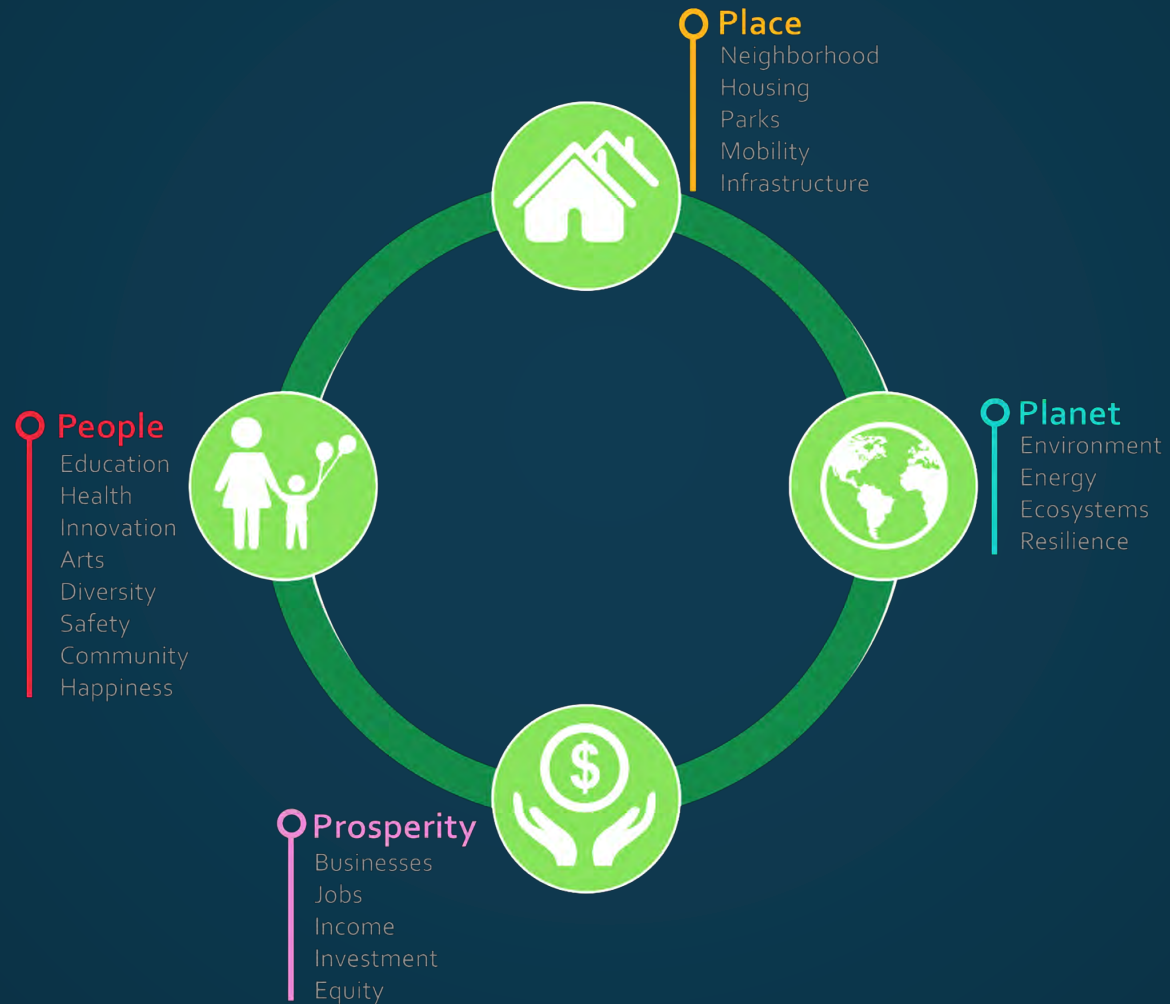 Place
Neighborhood
Housing
Parks
Mobility
Infrastructure
Planet
Environment
Energy
Ecosystems
Resilience
People
Education
Health
Innovation
Arts
Diversity
Safety
Community
Happiness
$
Prosperity
Businesses
Jobs
Income
Investment
Equity